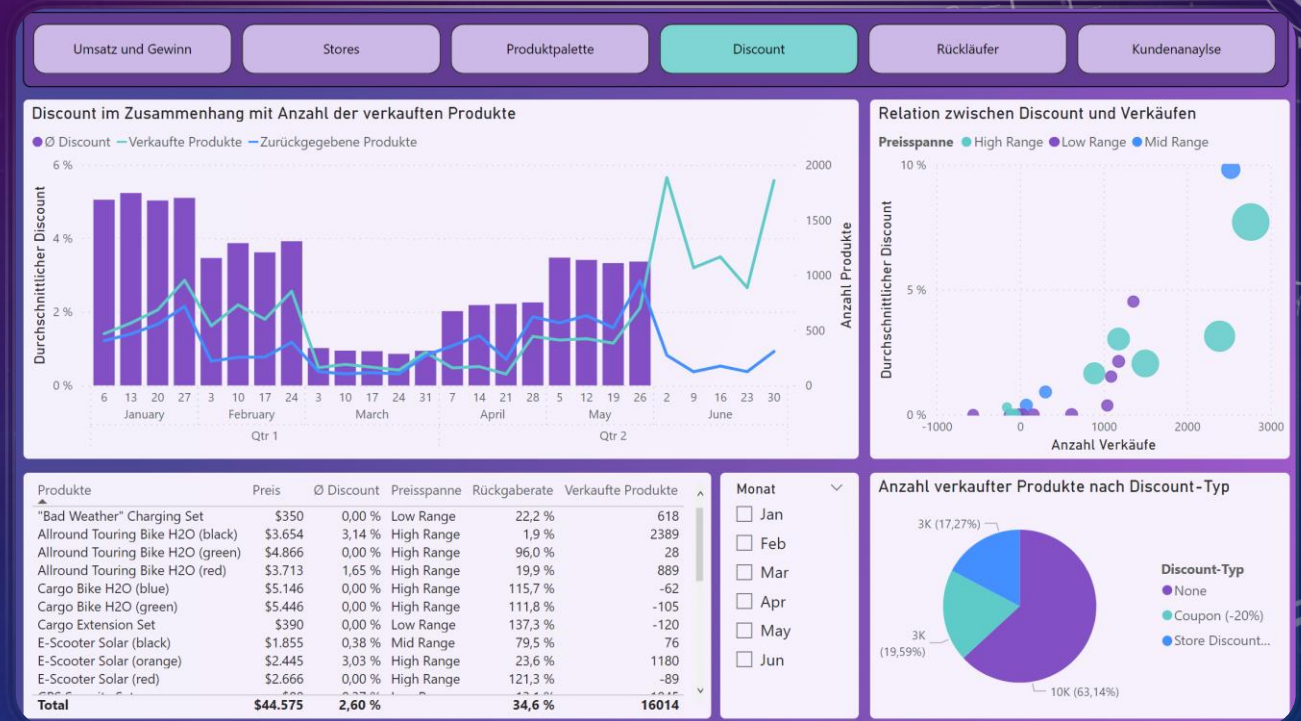 Umsatz und Gewinn
Stores
Produktpalette
Discount
Rückläufer
Kundenanaylse
Discount im Zusammenhang mit Anzahl der verkauften Produkte
Ø Discount Verkaufte Produkte Zurückgegebene Produkte
6 % 2000
1500
4 %
1000
2 %
500
0 % 0
Durchschnittlicher Discount
Anzahl Produkte
6 13 20 27 3 10 17 24 3 10 17 24 31 7 14 21 28 5 12 19 26 2 9 16 23 30
January February March April May June
Qtr 1 Qtr 2
Relation zwischen Discount und Verkäufen
Preisspanne High Range Low Range Mid Range
10 %
5 %
0 %
Durchschnittlicher Discount
-1000 0 1000 2000 3000
Anzahl Verkäufe
Produkte Preis Ø Discount Preisspanne Rückgaberate Verkaufte Produkte
"Bad Weather" Charging Set $350 0,00 % Low Range 22,2 % 618
Allround Touring Bike H2O (black) $3.654 3,14 % High Range 1,9 % 2389
Allround Touring Bike H2O (green) $4.866 0,00 % High Range 96,0 % 28
Allround Touring Bike H2O (red) $3.713 1,65 % High Range 19,9 % 889
Cargo Bike H2O (blue) $5.146 0,00 % High Range 115,7 % -62
Cargo Bike H2O (green) $5.446 0,00 % High Range 111,8 % -105
Cargo Extension Set $390 0,00 % Low Range 137,3 % -120
E-Scooter Solar (black) $1.855 0,38 % Mid Range 79,5 % 76
E-Scooter Solar (orange) $2.445 3,03 % High Range 23,6 % 1180
E-Scooter Solar (red) $2.666 0,00 % High Range 121,3 % -89
Total $44.575 2,60 % 34,6 % 16014
Monat
Jan
Feb
Mar
Apr
May
Jun
Anzahl verkaufter Produkte nach Discount-Typ
3K (17,27%)
3K
(19,59%)
10K (63,14%)
Discount-Typ
None
Coupon (-20%)
Store Discount...